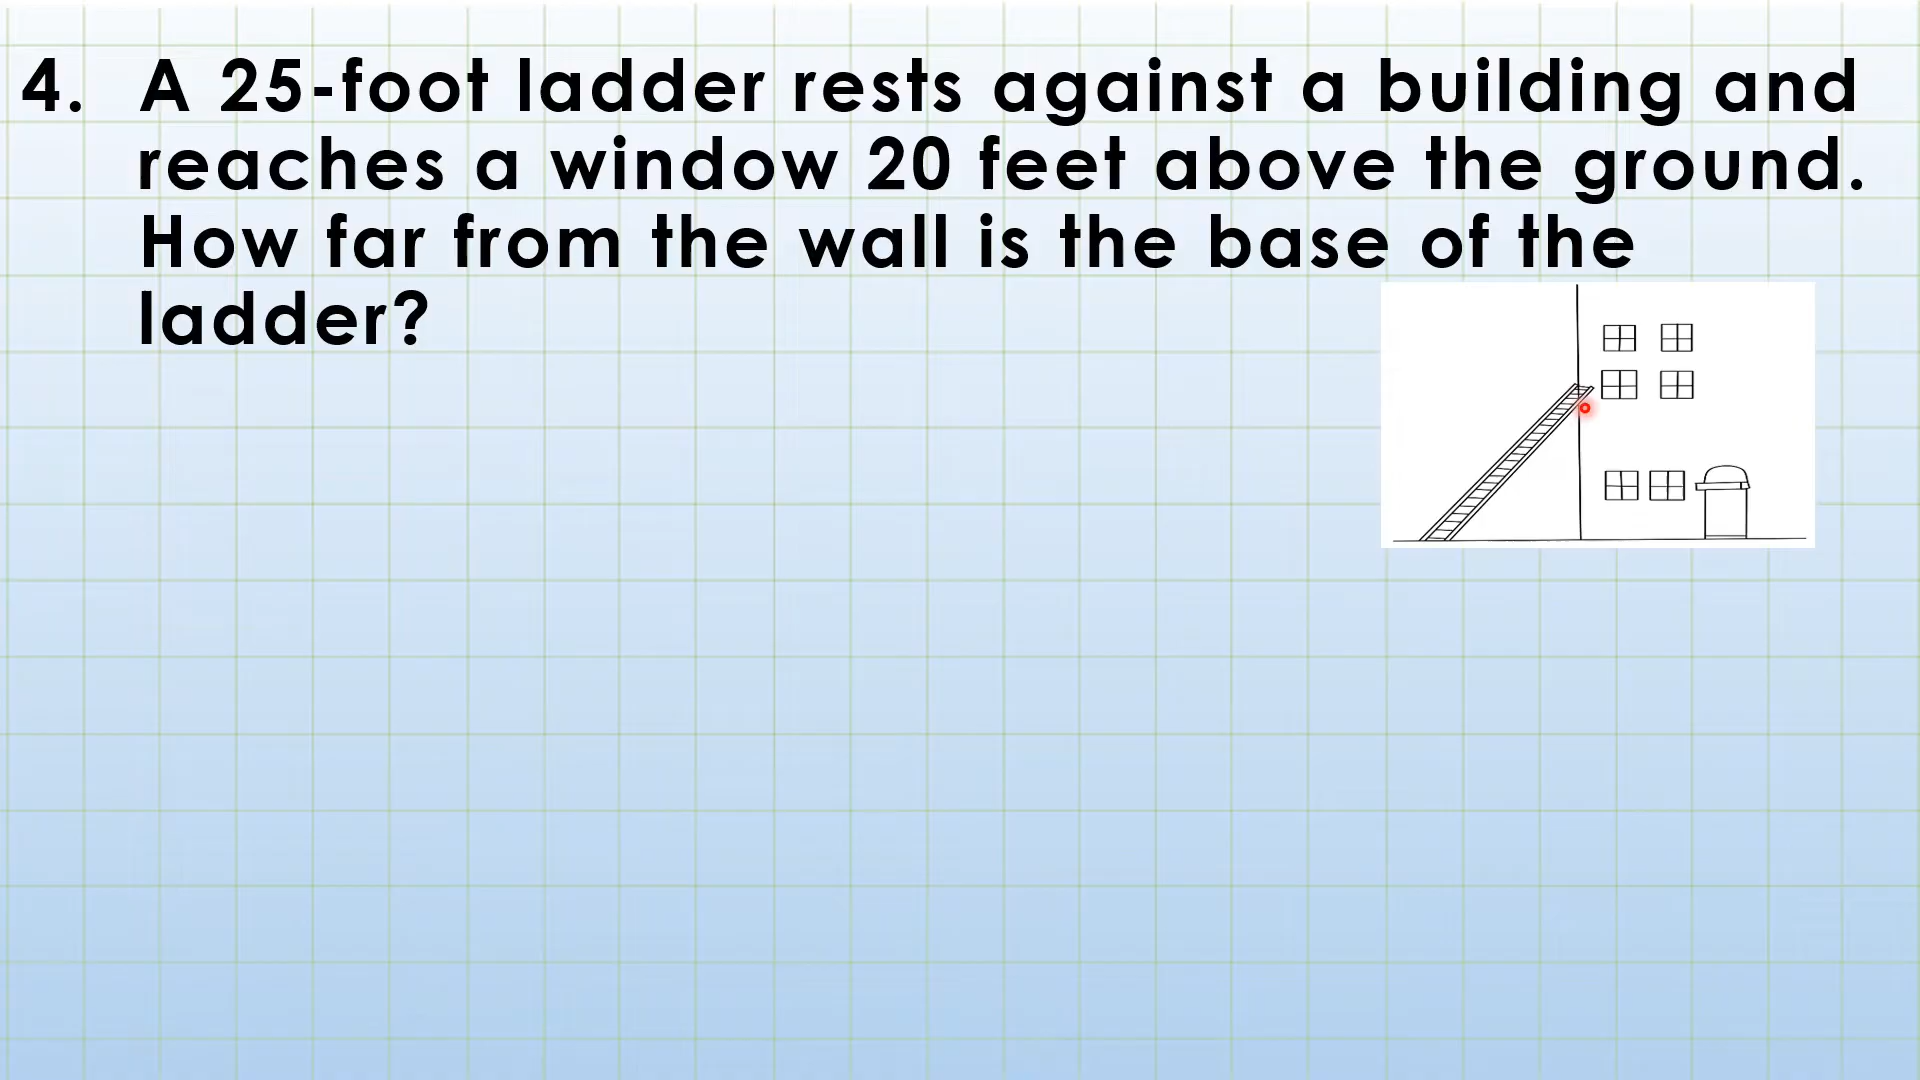 4. A 25-foot ladder rests against a building and
reaches a window 20 feet above the ground.
How far from the wall is the base of the
ladder?